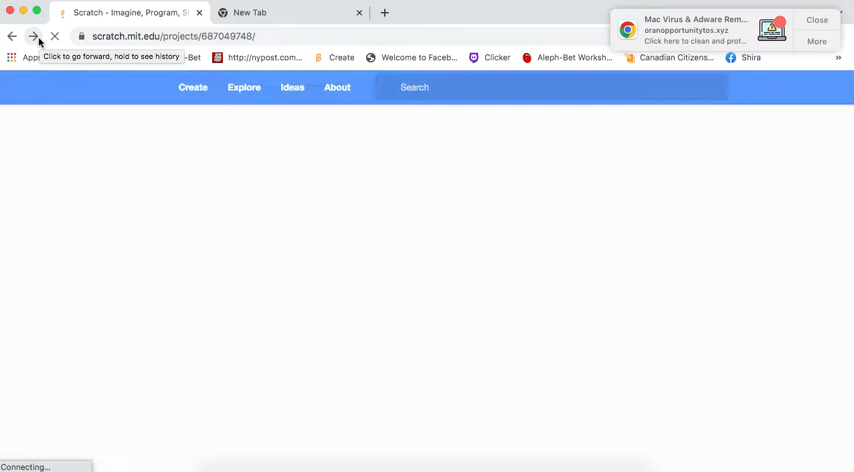 Scratch - Imagine, Program, S
New Tab
scratch.mit.edu/projects/687049748/
Click to go forward, hold to see history
-Bet
http://nypost.com...
Create
Welcome to Faceb...
Clicker
Aleph-Bet Worksh...
Canadian Citizens...
Shira
»
Mac Virus & Adware Rem...
oranopportunitytos.xyz
Click here to clean and prot...
Close
More
Create
Explore
Ideas
About
Search
Connecting...